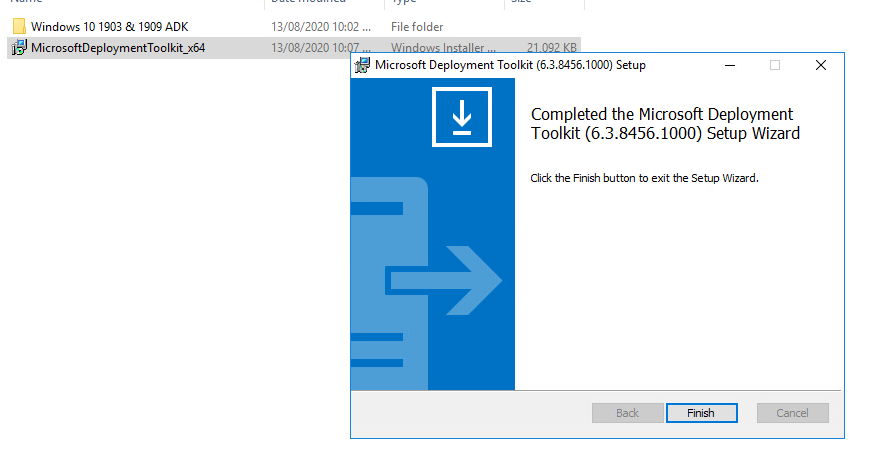 Name Date modified Type Size
Windows 10 1903 & 1909 ADK 13/08/2020 10:02 ... File folder
MicrosoftDeploymentToolkit_x64 13/08/2020 10:07 ... Windows Installer ... 21,092 KB
Microsoft Deployment Toolkit (6.3.8456.1000) Setup
Completed the Microsoft Deployment
Toolkit (6.3.8456.1000) Setup Wizard
Click the Finish button to exit the Setup Wizard.
Back Finish Cancel